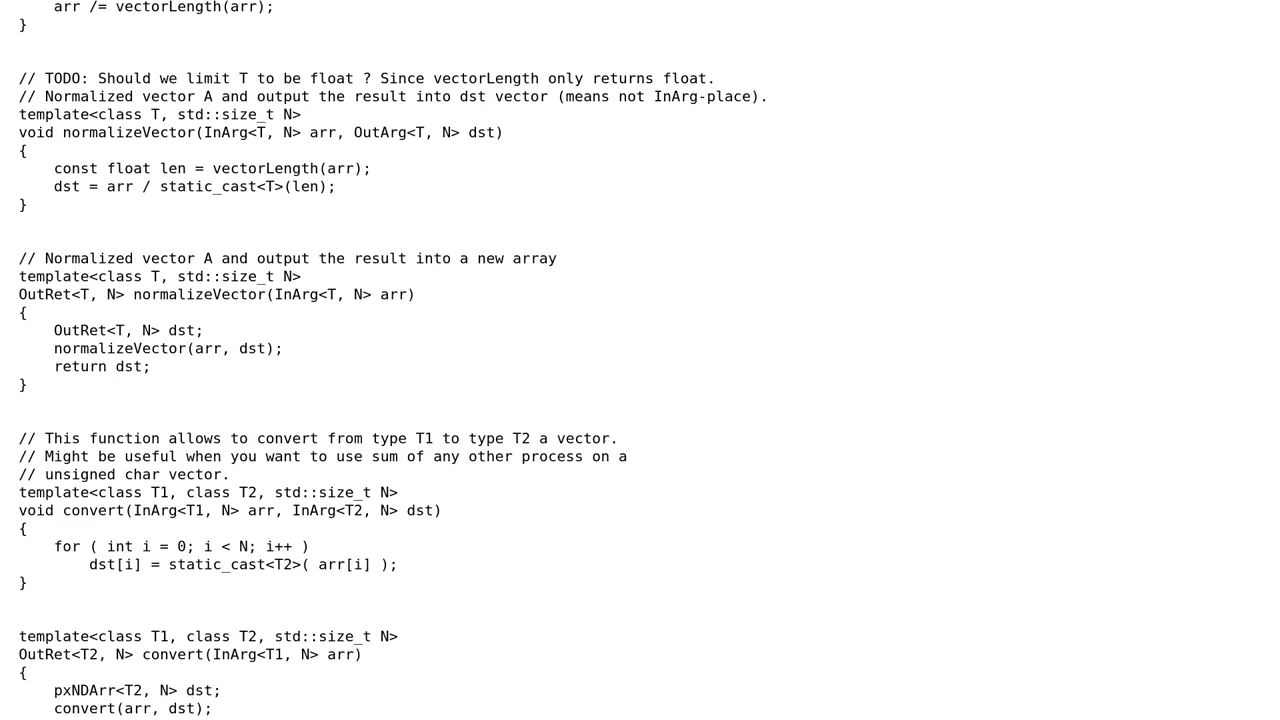 arr /= vectorLength(arr);
}
// TODO: Should we limit T to be float ? Since vectorLength only returns float.
// Normalized vector A and output the result into dst vector (means not InArg-place).
template<class T, std::size_t N>
void normalizeVector(InArg<T, N> arr, OutArg<T, N> dst)
{
    const float len = vectorLength(arr);
    dst = arr / static_cast<T>(len);
}
// Normalized vector A and output the result into a new array
template<class T, std::size_t N>
OutRet<T, N> normalizeVector(InArg<T, N> arr)
{
    OutRet<T, N> dst;
    normalizeVector(arr, dst);
    return dst;
}
// This function allows to convert from type T1 to type T2 a vector.
// Might be useful when you want to use sum of any other process on a
// unsigned char vector.
template<class T1, class T2, std::size_t N>
void convert(InArg<T1, N> arr, InArg<T2, N> dst)
{
    for ( int i = 0; i < N; i++ )
        dst[i] = static_cast<T2>( arr[i] );
}
template<class T1, class T2, std::size_t N>
OutRet<T2, N> convert(InArg<T1, N> arr)
{
    pxNDArr<T2, N> dst;
    convert(arr, dst);